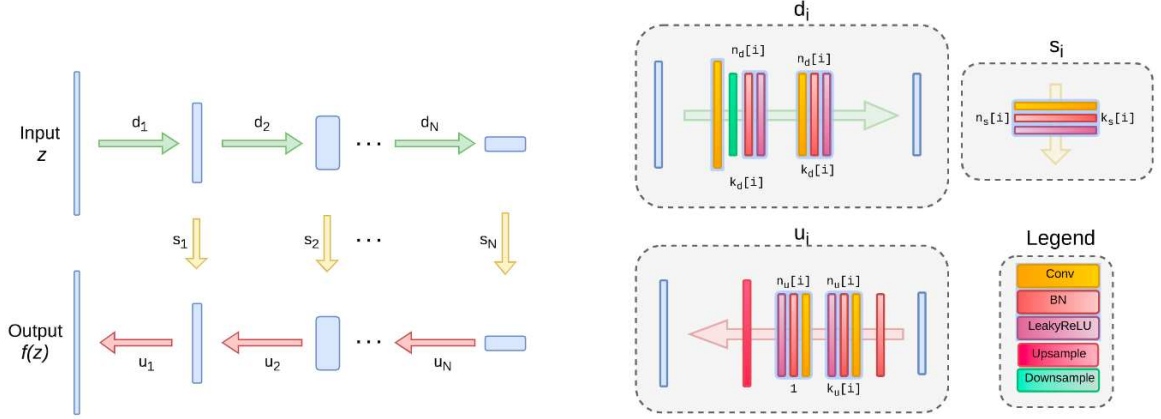 Input
z
d1
d2
...
dN
s1
s2
...
sN
Output
f(z)
u1
u2
...
uN
di
nd[i]
nd[i]
kd[i]
kd[i]
si
ns[i]
ks[i]
ui
nu[i]
nu[i]
1
ku[i]
Legend
Conv
BN
LeakyReLU
Upsample
Downsample